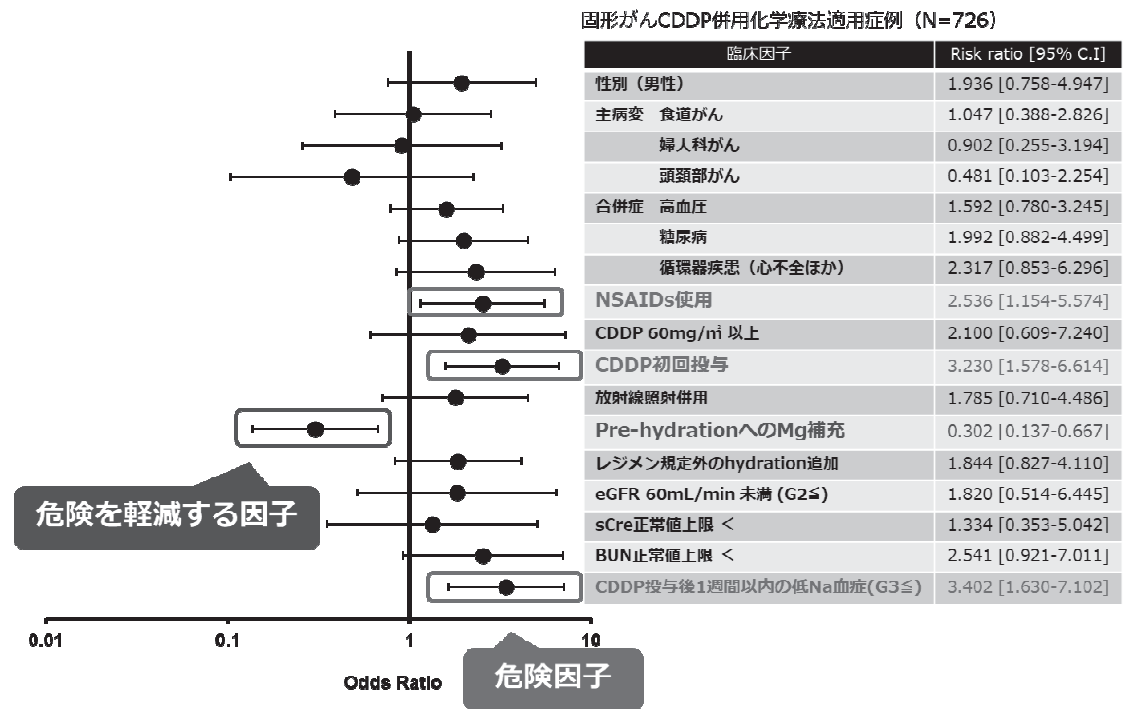 固形がんCDDP併用化学療法適用症例（N=726）
臨床因子 Risk ratio [95% C.I]
性別（男性） 1.936 [0.758-4.947]
主病変 食道がん 1.047 [0.388-2.826]
婦人科がん 0.902 [0.255-3.194]
頭頸部がん 0.481 [0.103-2.254]
合併症 高血圧 1.592 [0.780-3.245]
糖尿病 1.992 [0.882-4.499]
循環器疾患（心不全ほか） 2.317 [0.853-6.296]
NSAIDs使用 2.536 [1.154-5.574]
CDDP 60mg/㎡ 以上 2.100 [0.609-7.240]
CDDP初回投与 3.230 [1.578-6.614]
放射線照射併用 1.785 [0.710-4.486]
Pre-hydrationへのMg補充 0.302 [0.137-0.667]
レジメン規定外のhydration追加 1.844 [0.827-4.110]
eGFR 60mL/min 未満 (G2≦) 1.820 [0.514-6.445]
sCre正常値上限 < 1.334 [0.353-5.042]
BUN正常値上限 < 2.541 [0.921-7.011]
CDDP投与後1週間以内の低Na血症(G3≦) 3.402 [1.630-7.102]
危険を軽減する因子
0.01 0.1 1 10
Odds Ratio
危険因子